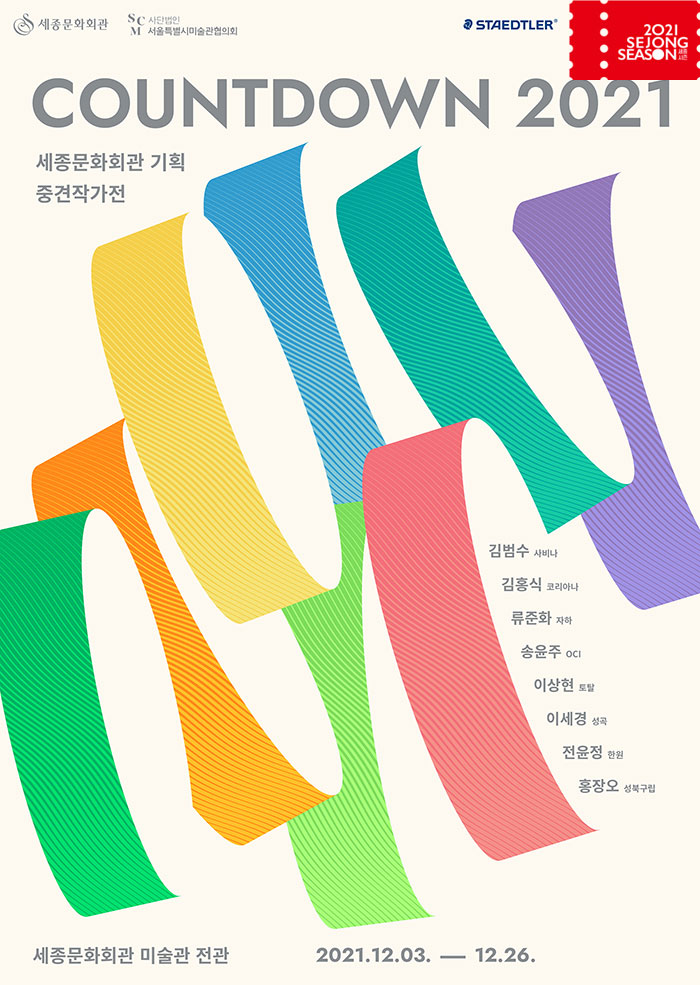 세종문화회관
SCM
사단법인
서울특별시미술관협의회
STAEDTLER®
2021
SEJONG
SEASON
세종시즌
COUNTDOWN 2021
세종문화회관 기획
중견작가전
김범수 사비나
김홍식 코리아나
류준화 자하
송윤주 OCI
이상현 토탈
이세경 성곡
전윤정 한원
홍장오 성북구립
세종문화회관 미술관 전관
2021.12.03. — 12.26.